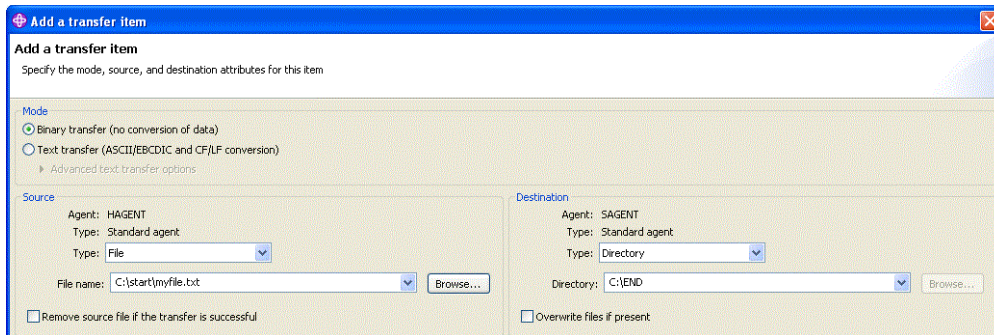 Add a transfer item
Add a transfer item
Specify the mode, source, and destination attributes for this item
Mode
Binary transfer (no conversion of data)
Text transfer (ASCII/EBCDIC and CF/LF conversion)
Advanced text transfer options
Source
Agent: HAGENT
Type: Standard agent
Type: File
File name: C:\start\myfile.txt Browse...
Remove source file if the transfer is successful
Destination
Agent: SAGENT
Type: Standard agent
Type: Directory
Directory: C:\END Browse...
Overwrite files if present